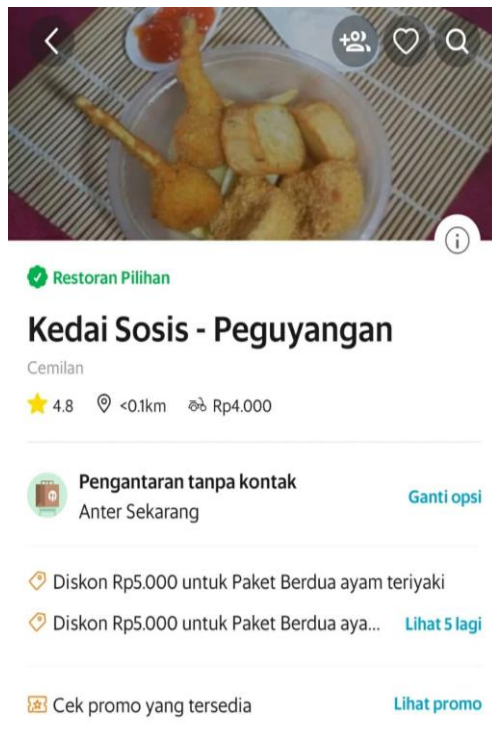 Restoran Pilihan
Kedai Sosis - Peguyangan
Cemilan
4.8 <0.1km Rp4.000
Pengantaran tanpa kontak
Anter Sekarang
Ganti opsi
Diskon Rp5.000 untuk Paket Berdua ayam teriyaki
Diskon Rp5.000 untuk Paket Berdua aya... Lihat 5 lagi
Cek promo yang tersedia Lihat promo